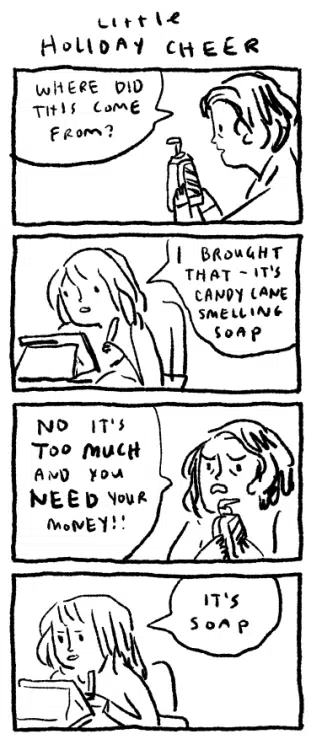 LITTLE
HOLIDAY CHEER
WHERE DID
THIS COME
FROM?
I BROUGHT
THAT - IT'S
CANDY CANE
SMELLING
SOAP
NO IT'S
TOO MUCH
AND YOU
NEED YOUR
MONEY!!
IT'S
SOAP